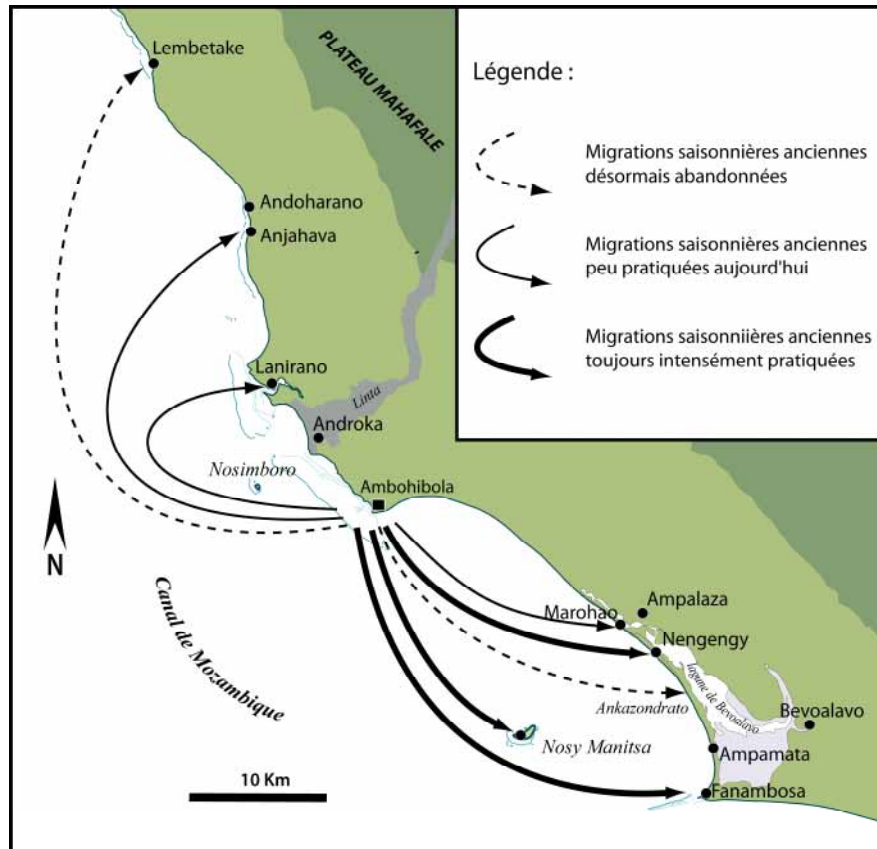 Lembetake
PLATEAU MAHAFALE
Andoharano
Anjahava
Lanirano
Linta
Androka
Nosimboro
Ambohibola
N
Canal de Mozambique
Marohao
Ampalaza
Nengengy
lagune de Bevoalavo
Ankazondrato
Bevoalavo
Nosy Manitsa
Ampamata
Fanambosa
10 Km
Légende :
Migrations saisonnières anciennes
désormais abandonnées
Migrations saisonnières anciennes
peu pratiquées aujourd'hui
Migrations saisonniières anciennes
toujours intensément pratiquées